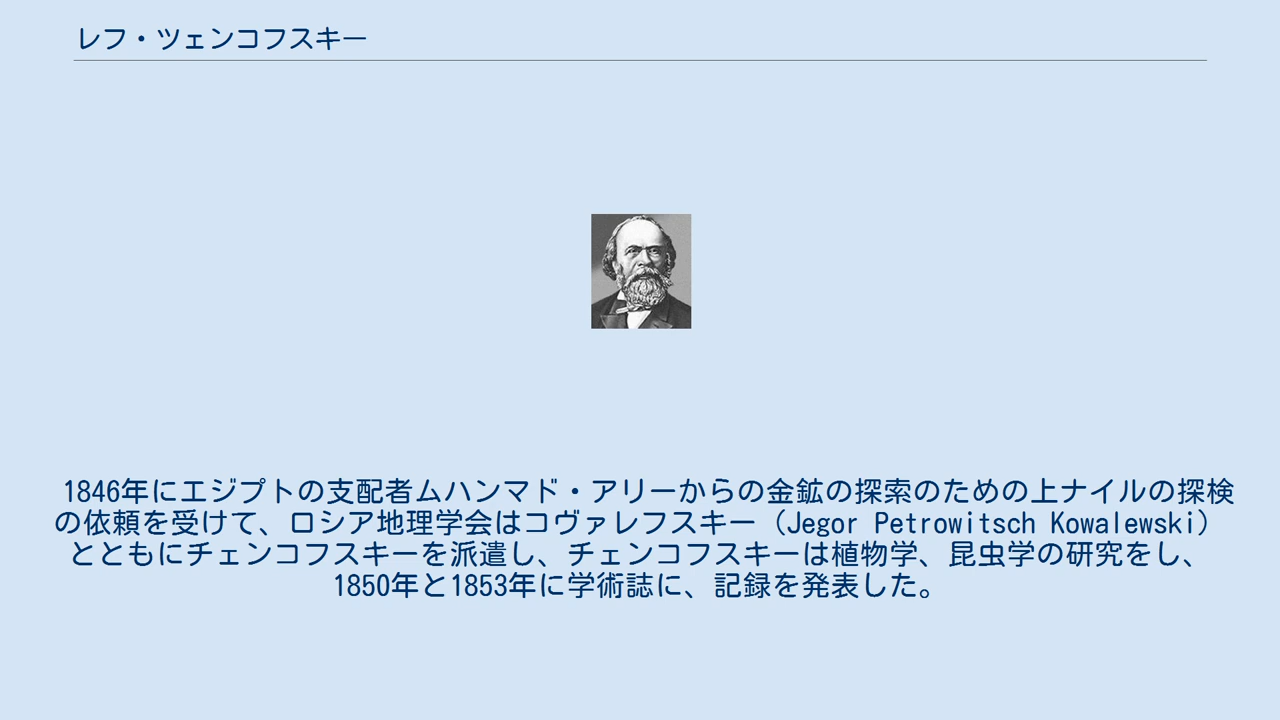 レフ・ツェンコフスキー
1846年にエジプトの支配者ムハンマド・アリーからの金鉱の探索のための上ナイルの探検
の依頼を受けて、ロシア地理学会はコヴァレフスキー（Jegor Petrowitsch Kowalewski）
とともにチェンコフスキーを派遣し、チェンコフスキーは植物学、昆虫学の研究をし、
1850年と1853年に学術誌に、記録を発表した。